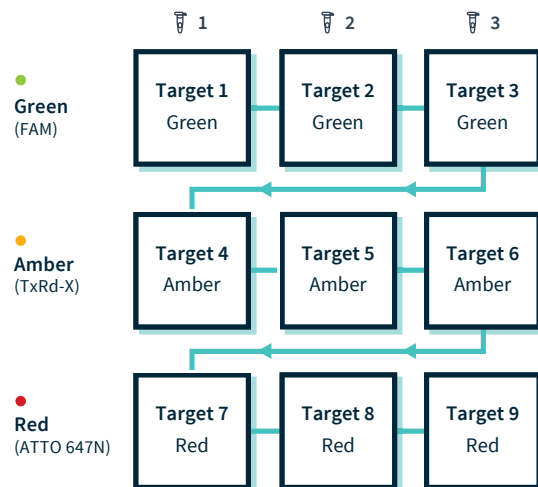 1 2 3
Green
(FAM)
Target 1
Green
Target 2
Green
Target 3
Green
Amber
(TxRd-X)
Target 4
Amber
Target 5
Amber
Target 6
Amber
Red
(ATTO 647N)
Target 7
Red
Target 8
Red
Target 9
Red